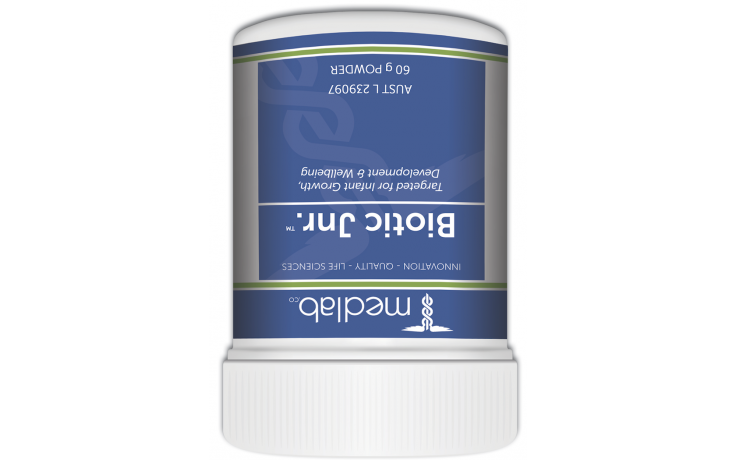 medlab.co
INNOVATION - QUALITY - LIFE SCIENCES
Biotic Jnr.™
Targeted for Infant Growth,
Development & Wellbeing
AUST L 239097
60 g POWDER